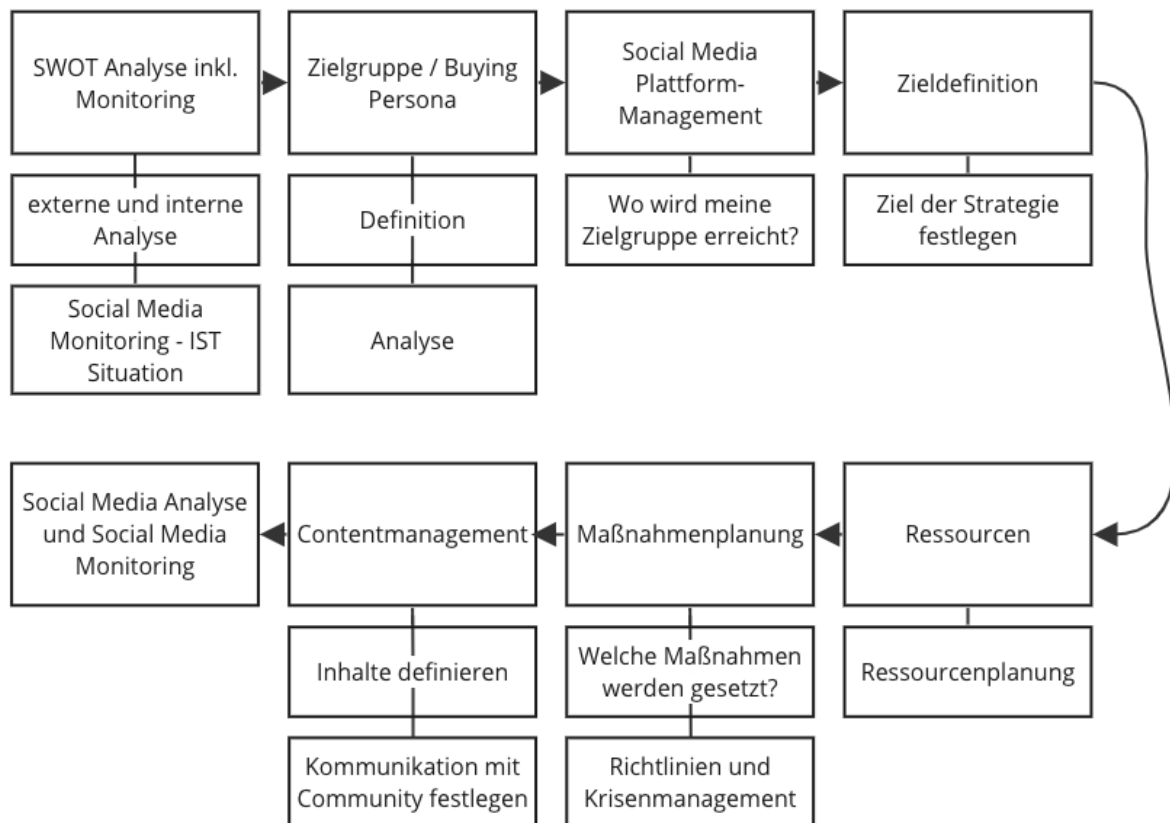 SWOT Analyse inkl.
Monitoring
Zielgruppe / Buying
Persona
Social Media
Plattform-
Management
Zieldefinition
externe und interne
Analyse
Definition
Wo wird meine
Zielgruppe erreicht?
Ziel der Strategie
festlegen
Social Media
Monitoring - IST
Situation
Analyse
Social Media Analyse
und Social Media
Monitoring
Contentmanagement
Maßnahmenplanung
Ressourcen
Inhalte definieren
Welche Maßnahmen
werden gesetzt?
Ressourcenplanung
Kommunikation mit
Community festlegen
Richtlinien und
Krisenmanagement